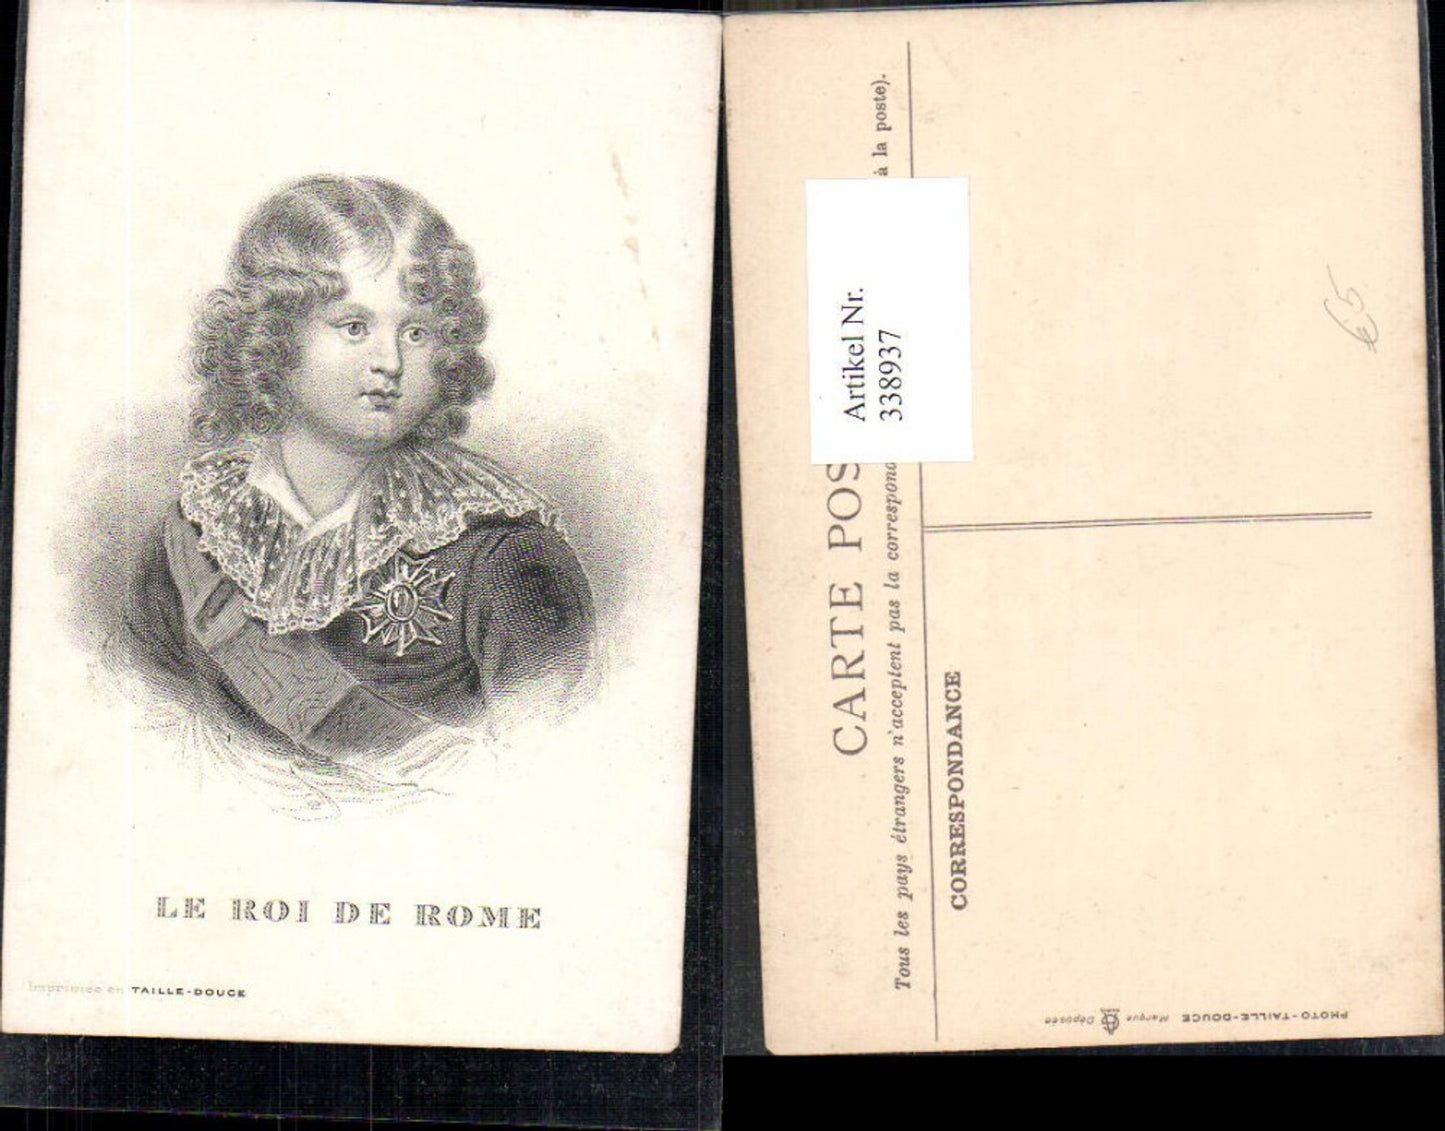 LE ROI DE ROME
Imprimée en TAILLE-DOUCE
CARTE POS
Tous les pays étrangers n'acceptent pas la correspond à la poste).
Artikel Nr.
338937
CORRESPONDANCE
€5
PHOTO-TAILLE-DOUCE Marque Déposée